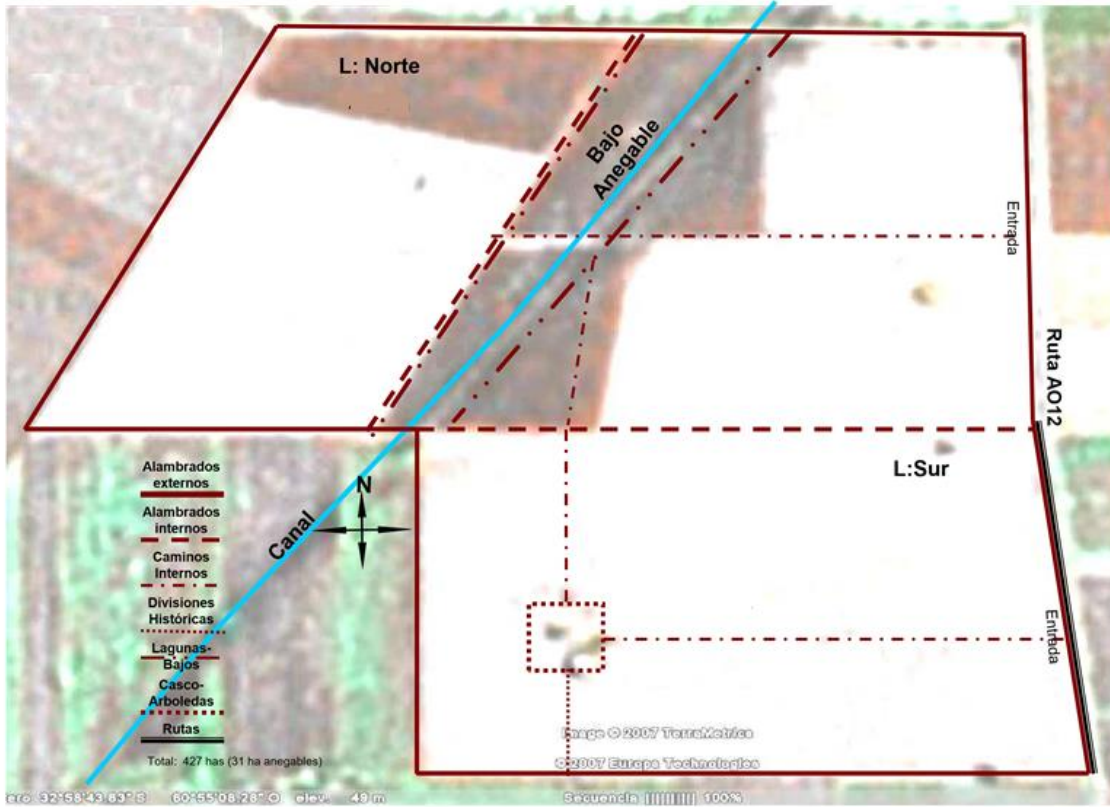 L: Norte
Bajo
Anegable
Entrada
Ruta AO12
L:Sur
N
Canal
Entrada
Alambrados
externos
Alambrados
internos
Caminos
Internos
Divisiones
Históricas
Lagunas-
Bajos
Casco-
Arboledas
Rutas
Total: 427 has (31 ha anegables)
Image © 2007 TerraMetrics
© 2007 Europa Technologies
32°58'43.83" S 60°55'08.28" O elev. 49 m
Secuencia ||||||||| 100%